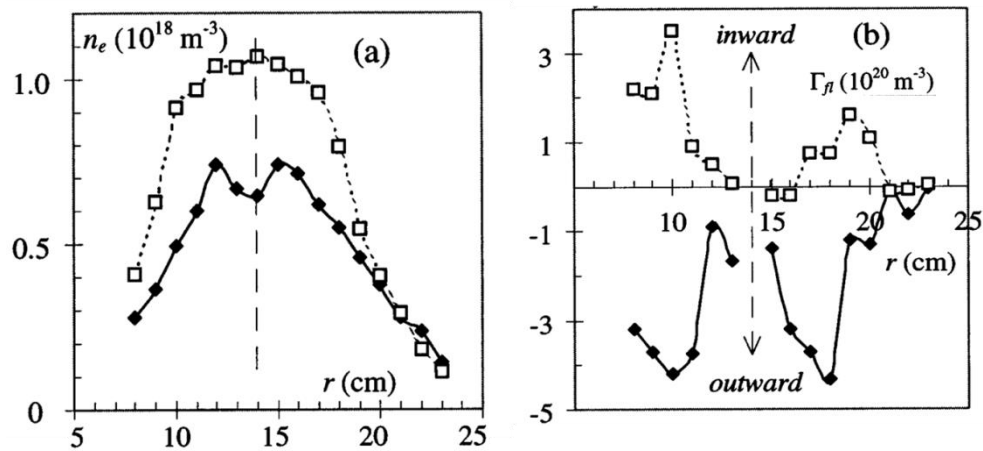 n_e (10^18 m^-3)
(a)
1.0
0.5
0
r (cm)
5 10 15 20 25
inward
(b)
Γ_fl (10^20 m^-3)
3
1
-1
-3
-5
10 15 20 25
r (cm)
outward